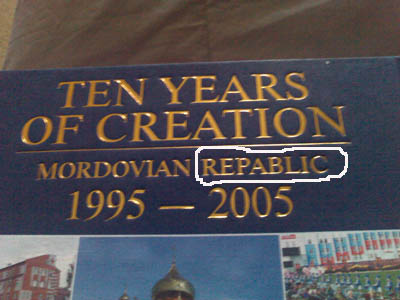 TEN YEARS
OF CREATION
MORDOVIAN REPABLIC
1995 — 2005